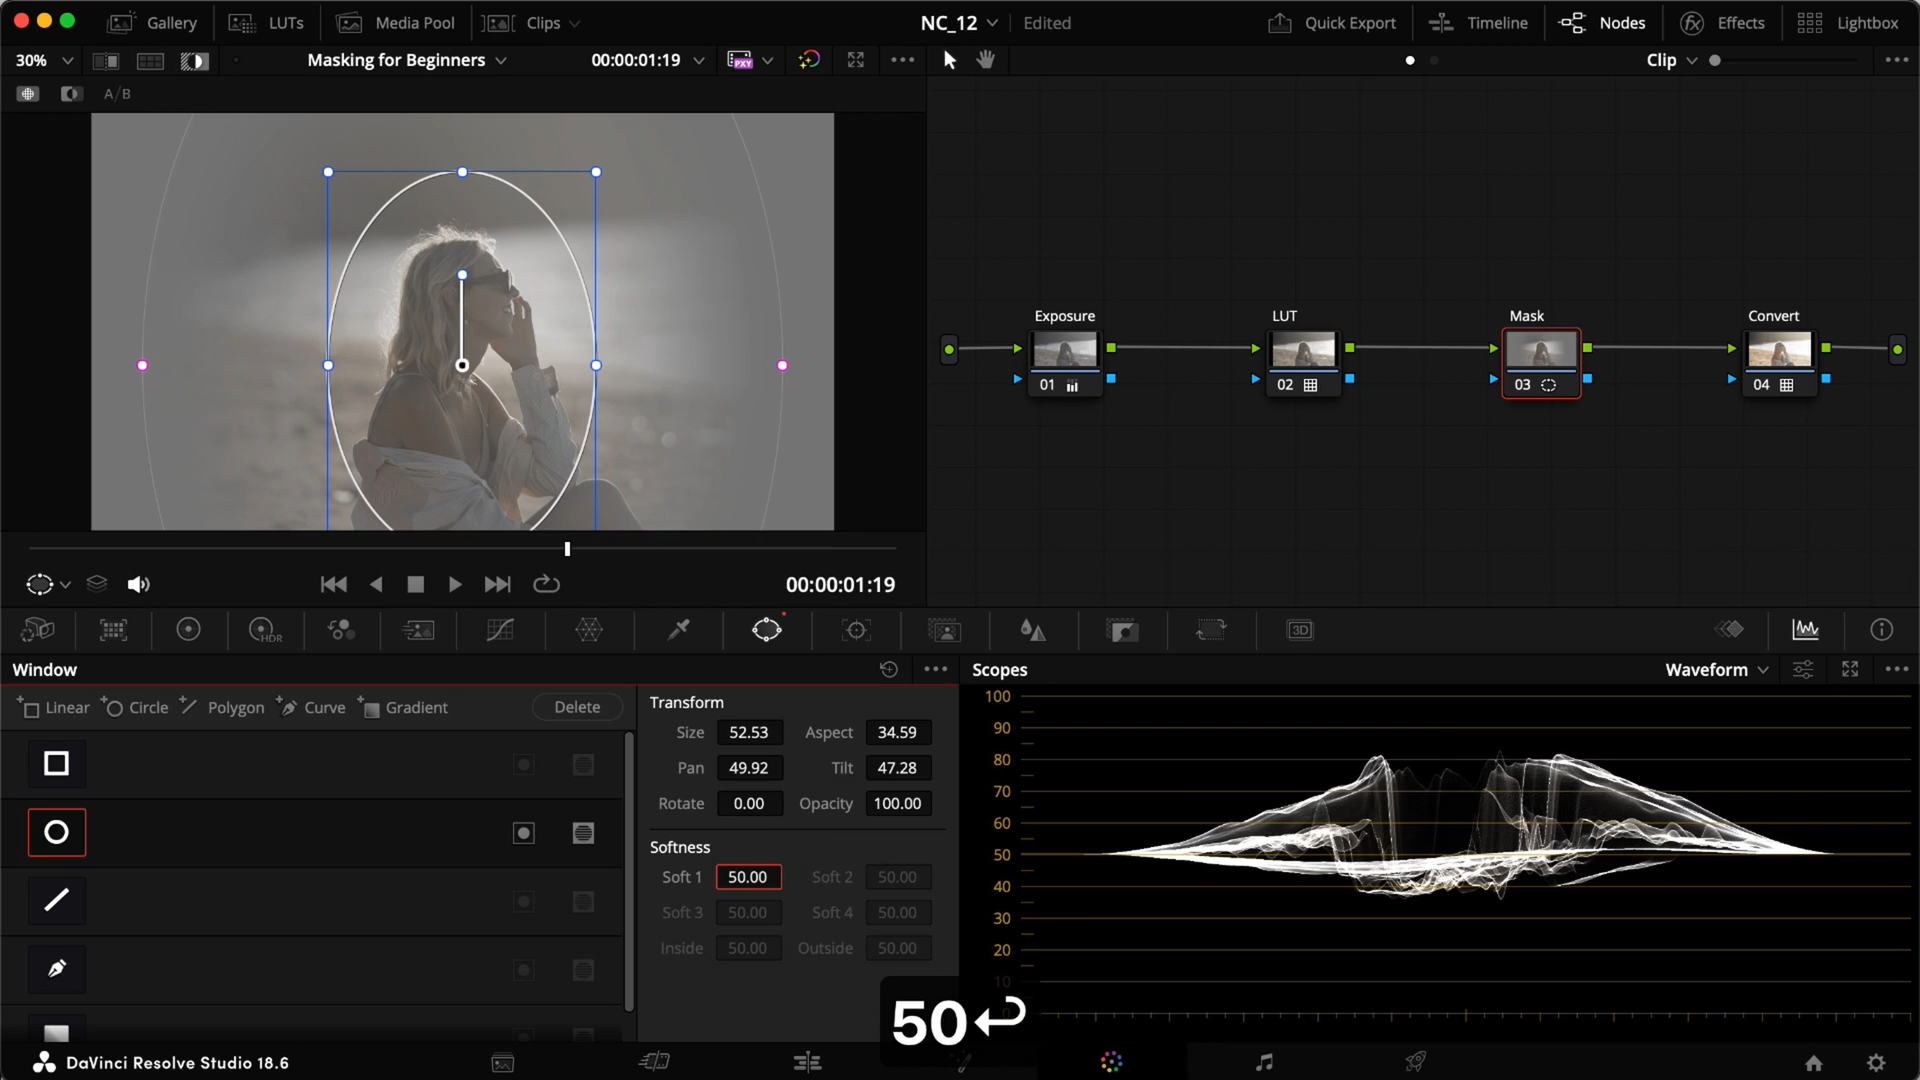 Gallery LUTs Media Pool Clips NC_12 Edited Quick Export Timeline Nodes Effects Lightbox
30% Masking for Beginners 00:00:01:19 PXY Clip
A/B
Exposure LUT Mask Convert
01 02 03 04
00:00:01:19
HDR 3D
Window Scopes Waveform
Linear Circle Polygon Curve Gradient Delete
Transform
Size 52.53 Aspect 34.59
Pan 49.92 Tilt 47.28
Rotate 0.00 Opacity 100.00
Softness
Soft 1 50.00 Soft 2 50.00
Soft 3 50.00 Soft 4 50.00
Inside 50.00 Outside 50.00
100
90
80
70
60
50
40
30
20
10
0
50↩
DaVinci Resolve Studio 18.6